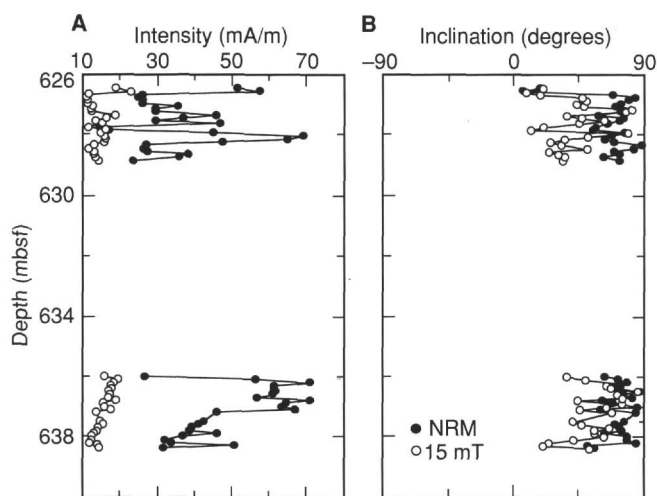 A Intensity (mA/m)
10 30 50 70
B Inclination (degrees)
−90 0 90
Depth (mbsf)
626
630
634
638
NRM
15 mT